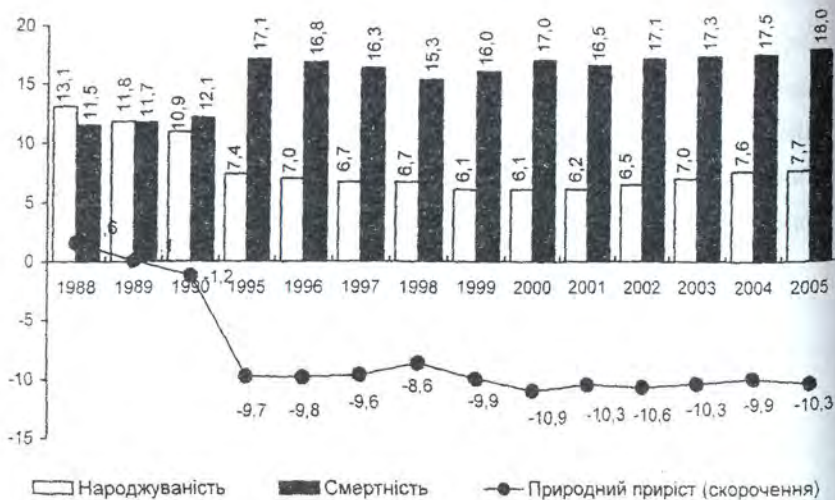 20
15
10
5
0
-5
-10
-15
13,1 11,5 11,8 11,7 10,9 12,1 7,4 17,1 7,0 16,8 6,7 16,3 6,7 15,3 6,1 16,0 6,1 17,0 6,2 16,5 6,5 17,1 7,0 17,3 7,6 17,5 7,7 18,0
1988 1989 1990 1995 1996 1997 1998 1999 2000 2001 2002 2003 2004 2005
-1,2 -9,7 -9,8 -9,6 -8,6 -9,9 -10,9 -10,3 -10,6 -10,3 -9,9 -10,3
Народжуваність Смертність Природний приріст (скорочення)